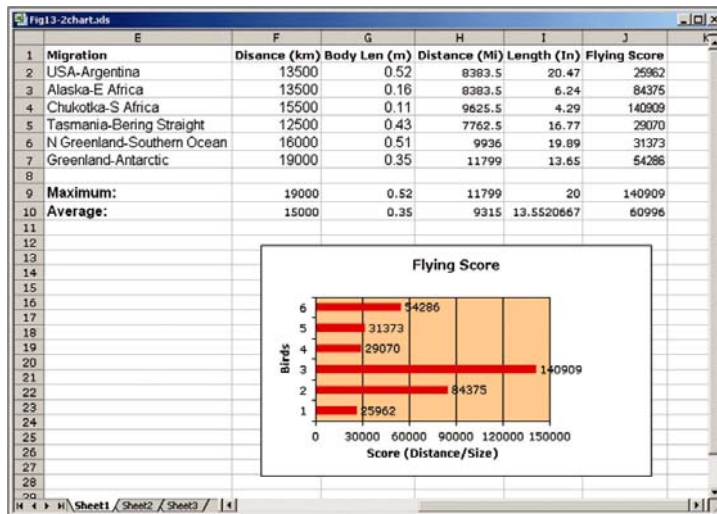 Fig13-2chart.xls
E F G H I J K
1 Migration Disance (km) Body Len (m) Distance (Mi) Length (In) Flying Score
2 USA-Argentina 13500 0.52 8383.5 20.47 25962
3 Alaska-E Africa 13500 0.16 8383.5 6.24 84375
4 Chukotka-S Africa 15500 0.11 9625.5 4.29 140909
5 Tasmania-Bering Straight 12500 0.43 7762.5 16.77 29070
6 N Greenland-Southern Ocean 16000 0.51 9936 19.89 31373
7 Greenland-Antarctic 19000 0.35 11799 13.65 54286
8
9 Maximum: 19000 0.52 11799 20 140909
10 Average: 15000 0.35 9315 13.5520667 60996
11
12
13
14
15
16
17
18
19
20
21
22
23
24
25
26
27
28
29
Flying Score
Birds
6 54286
5 31373
4 29070
3 140909
2 84375
1 25962
0 30000 60000 90000 120000 150000
Score (Distance/Size)
Sheet1 Sheet2 Sheet3